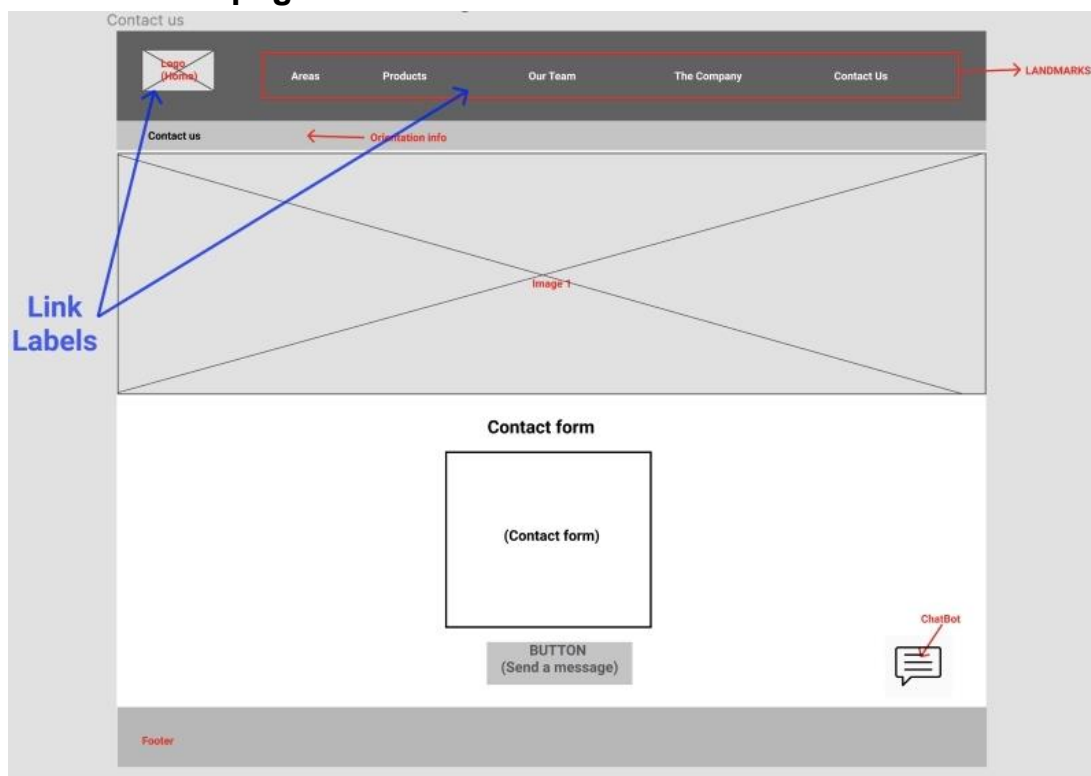 Contact us
Logo
(Home)
Areas Products Our Team The Company Contact Us
LANDMARKS
Contact us
Orientation info
Image 1
Link
Labels
Contact form
(Contact form)
ChatBot
BUTTON
(Send a message)
Footer